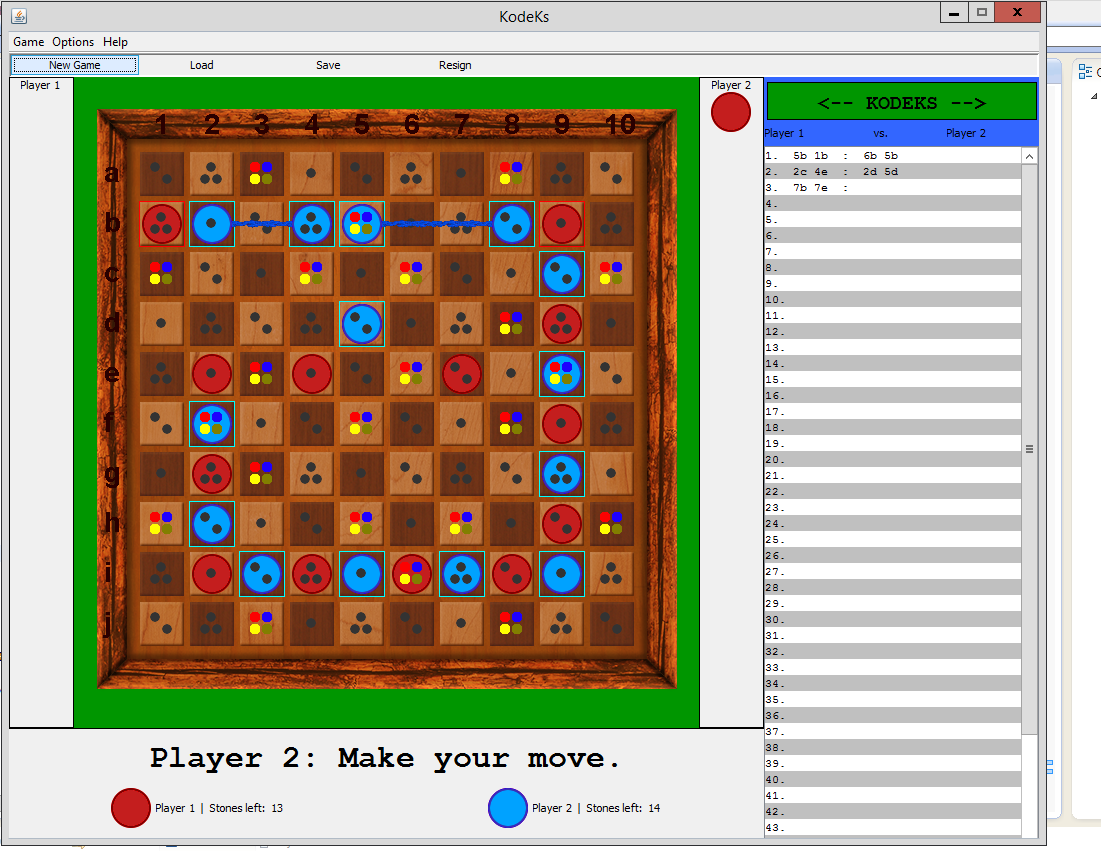 KodeKs
Game Options Help
New Game Load Save Resign
Player 1
Player 2
<-- KODEKS -->
Player 1 vs. Player 2
1. 5b 1b : 6b 5b
2. 2c 4e : 2d 5d
3. 7b 7e :
4.
5.
6.
7.
8.
9.
10.
11.
12.
13.
14.
15.
16.
17.
18.
19.
20.
21.
22.
23.
24.
25.
26.
27.
28.
29.
30.
31.
32.
33.
34.
35.
36.
37.
38.
39.
40.
41.
42.
43.
1 2 3 4 5 6 7 8 9 10
a
b
c
d
e
f
g
h
i
j
Player 2: Make your move.
Player 1 | Stones left: 13
Player 2 | Stones left: 14